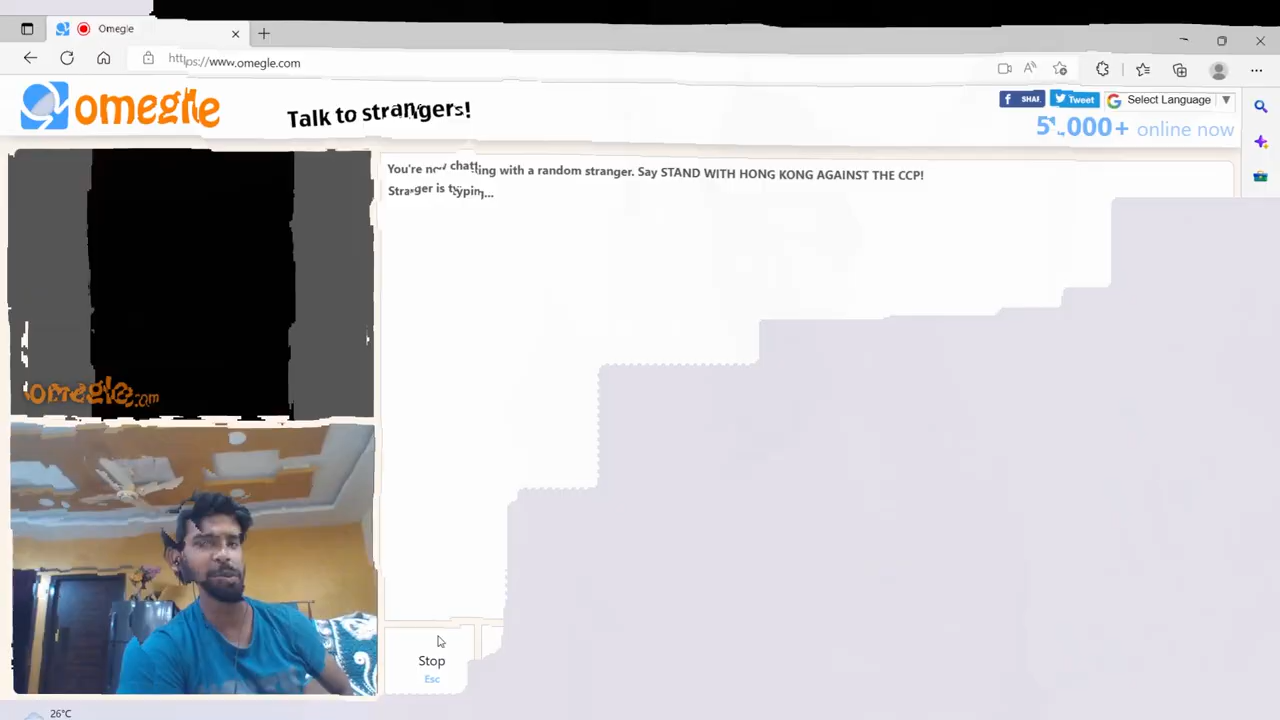 Omegle
https://www.omegle.com
omegle
Talk to strangers!
Tweet
Select Language
000+ online now
You're now chatting with a random stranger. Say STAND WITH HONG KONG AGAINST THE CCP!
Stranger is typing...
omegle.com
Stop
Esc
26°C